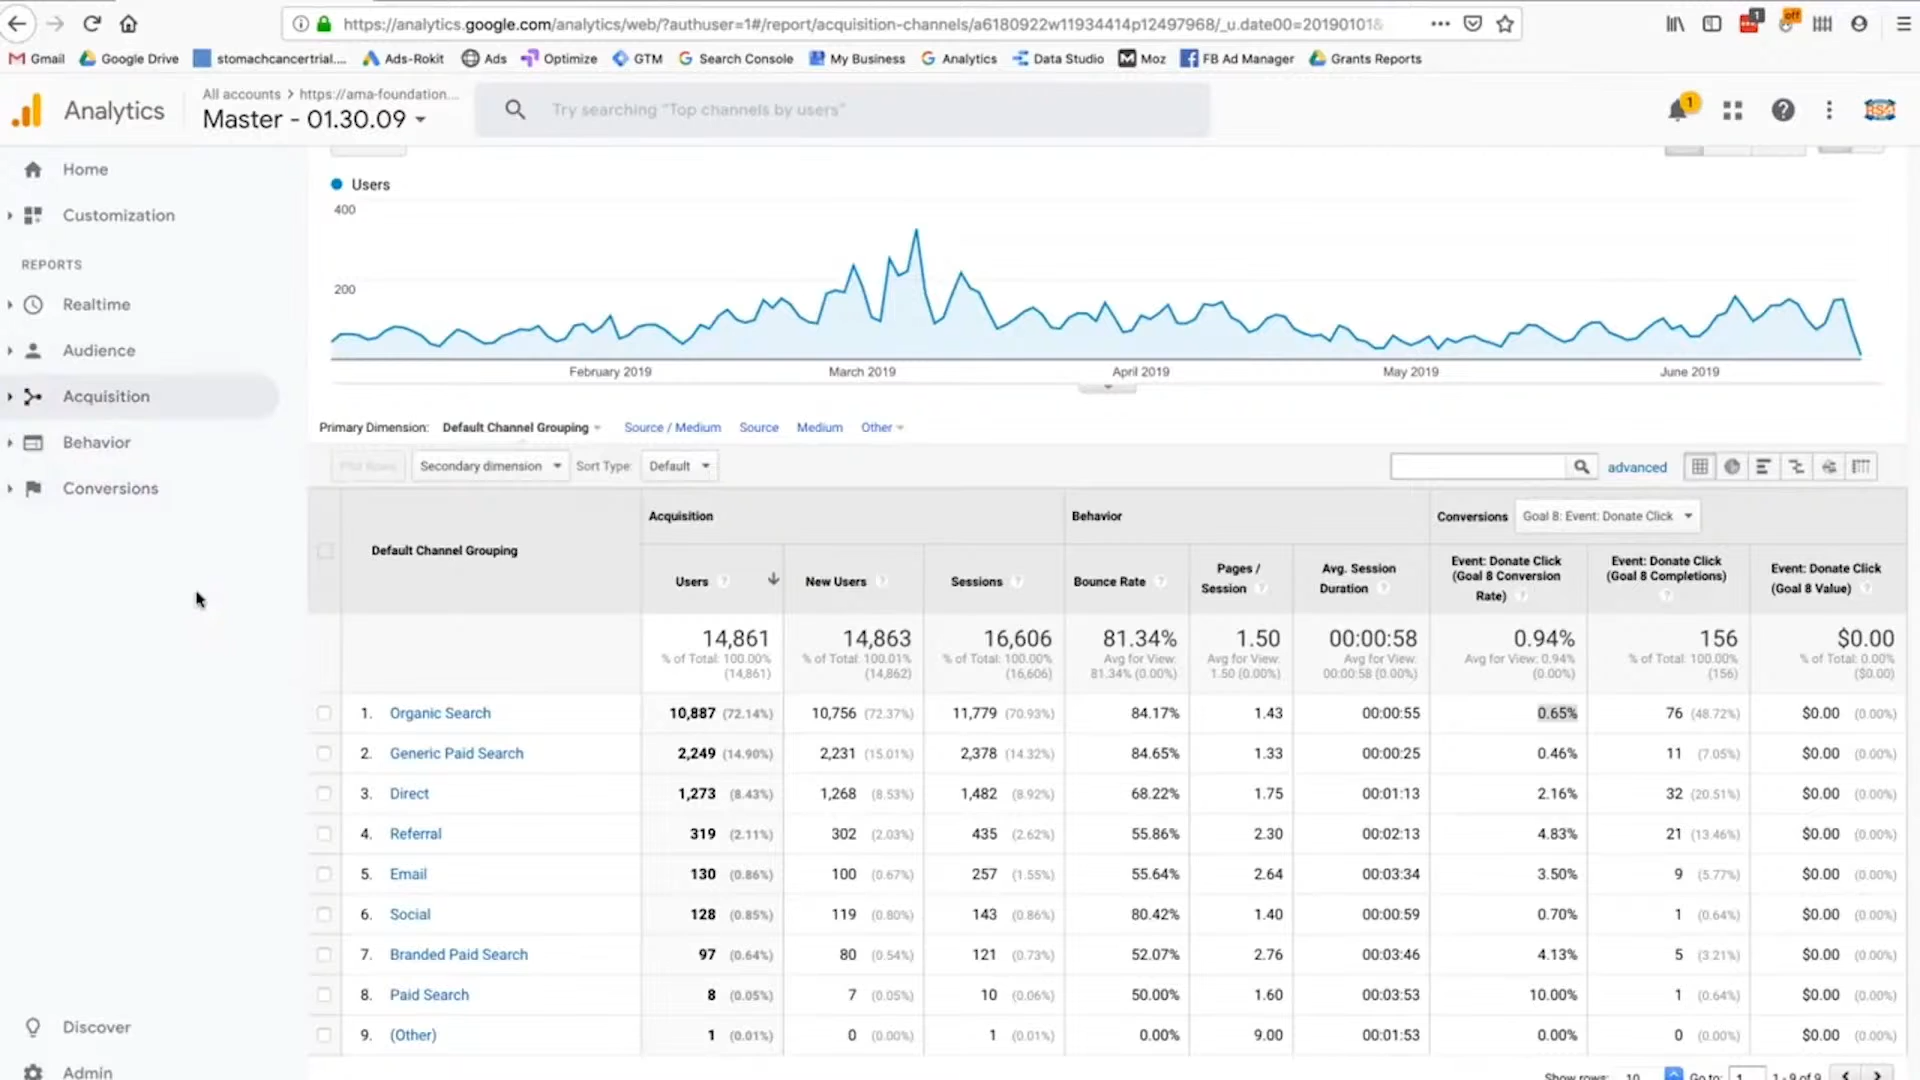 https://analytics.google.com/analytics/web/?authuser=1#/report/acquisition-channels/a6180922w11934414p12497968/_u.date00=20190101&
Gmail Google Drive stomachcancertrial.... Ads-Rokit Ads Optimize GTM Search Console My Business Analytics Data Studio Moz FB Ad Manager Grants Reports
Analytics
All accounts > https://ama-foundation...
Master - 01.30.09
Try searching "Top channels by users"
1
Home
Customization
REPORTS
Realtime
Audience
Acquisition
Behavior
Conversions
Discover
Admin
Users
400
200
February 2019 March 2019 April 2019 May 2019 June 2019
Primary Dimension: Default Channel Grouping Source / Medium Source Medium Other
Plot Rows Secondary dimension Sort Type: Default advanced
Default Channel Grouping Acquisition Behavior Conversions Goal 8: Event: Donate Click
Users New Users Sessions Bounce Rate Pages / Session Avg. Session Duration Event: Donate Click (Goal 8 Conversion Rate) Event: Donate Click (Goal 8 Completions) Event: Donate Click (Goal 8 Value)
14,861 14,863 16,606 81.34% 1.50 00:00:58 0.94% 156 $0.00
% of Total: 100.00% % of Total: 100.01% % of Total: 100.00% Avg for View: Avg for View: Avg for View: Avg for View: 0.94% % of Total: 100.00% % of Total: 0.00%
(14,861) (14,862) (16,606) 81.34% (0.00%) 1.50 (0.00%) 00:00:58 (0.00%) (0.00%) (156) ($0.00)
1. Organic Search 10,887 (72.14%) 10,756 (72.37%) 11,779 (70.93%) 84.17% 1.43 00:00:55 0.65% 76 (48.72%) $0.00 (0.00%)
2. Generic Paid Search 2,249 (14.90%) 2,231 (15.01%) 2,378 (14.32%) 84.65% 1.33 00:00:25 0.46% 11 (7.05%) $0.00 (0.00%)
3. Direct 1,273 (8.43%) 1,268 (8.53%) 1,482 (8.92%) 68.22% 1.75 00:01:13 2.16% 32 (20.51%) $0.00 (0.00%)
4. Referral 319 (2.11%) 302 (2.03%) 435 (2.62%) 55.86% 2.30 00:02:13 4.83% 21 (13.46%) $0.00 (0.00%)
5. Email 130 (0.86%) 100 (0.67%) 257 (1.55%) 55.64% 2.64 00:03:34 3.50% 9 (5.77%) $0.00 (0.00%)
6. Social 128 (0.85%) 119 (0.80%) 143 (0.86%) 80.42% 1.40 00:00:59 0.70% 1 (0.64%) $0.00 (0.00%)
7. Branded Paid Search 97 (0.64%) 80 (0.54%) 121 (0.73%) 52.07% 2.76 00:03:46 4.13% 5 (3.21%) $0.00 (0.00%)
8. Paid Search 8 (0.05%) 7 (0.05%) 10 (0.06%) 50.00% 1.60 00:03:53 10.00% 1 (0.64%) $0.00 (0.00%)
9. (Other) 1 (0.01%) 0 (0.00%) 1 (0.01%) 0.00% 9.00 00:01:53 0.00% 0 (0.00%) $0.00 (0.00%)
Show rows: 10 Go to: 1 1 - 9 of 9